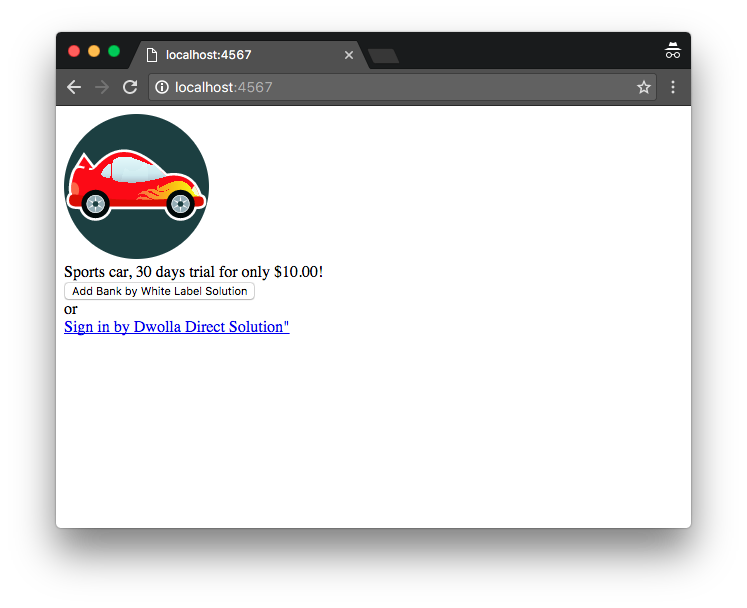 localhost:4567
localhost:4567
Sports car, 30 days trial for only $10.00!
Add Bank by White Label Solution
or
Sign in by Dwolla Direct Solution"